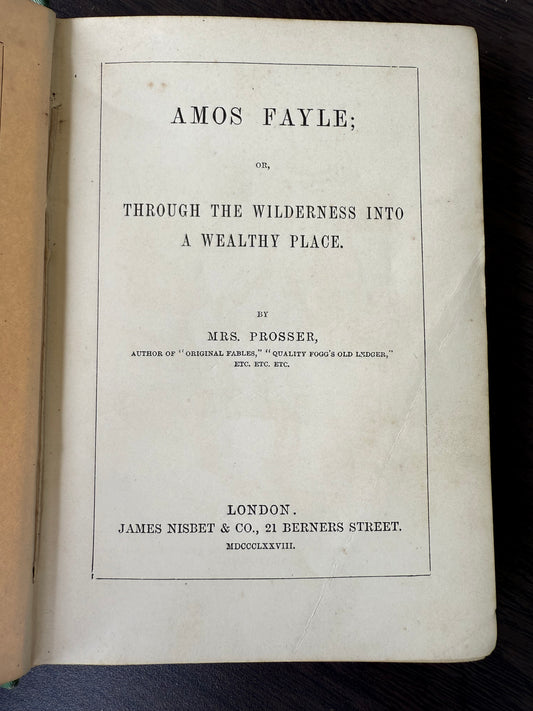 AMOS FAYLE;
OR,
THROUGH THE WILDERNESS INTO
A WEALTHY PLACE.
BY
MRS. PROSSER,
AUTHOR OF "ORIGINAL FABLES," "QUALITY FOGG'S OLD LEDGER,"
ETC. ETC. ETC.
LONDON.
JAMES NISBET & CO., 21 BERNERS STREET.
MDCCCLXXVIII.